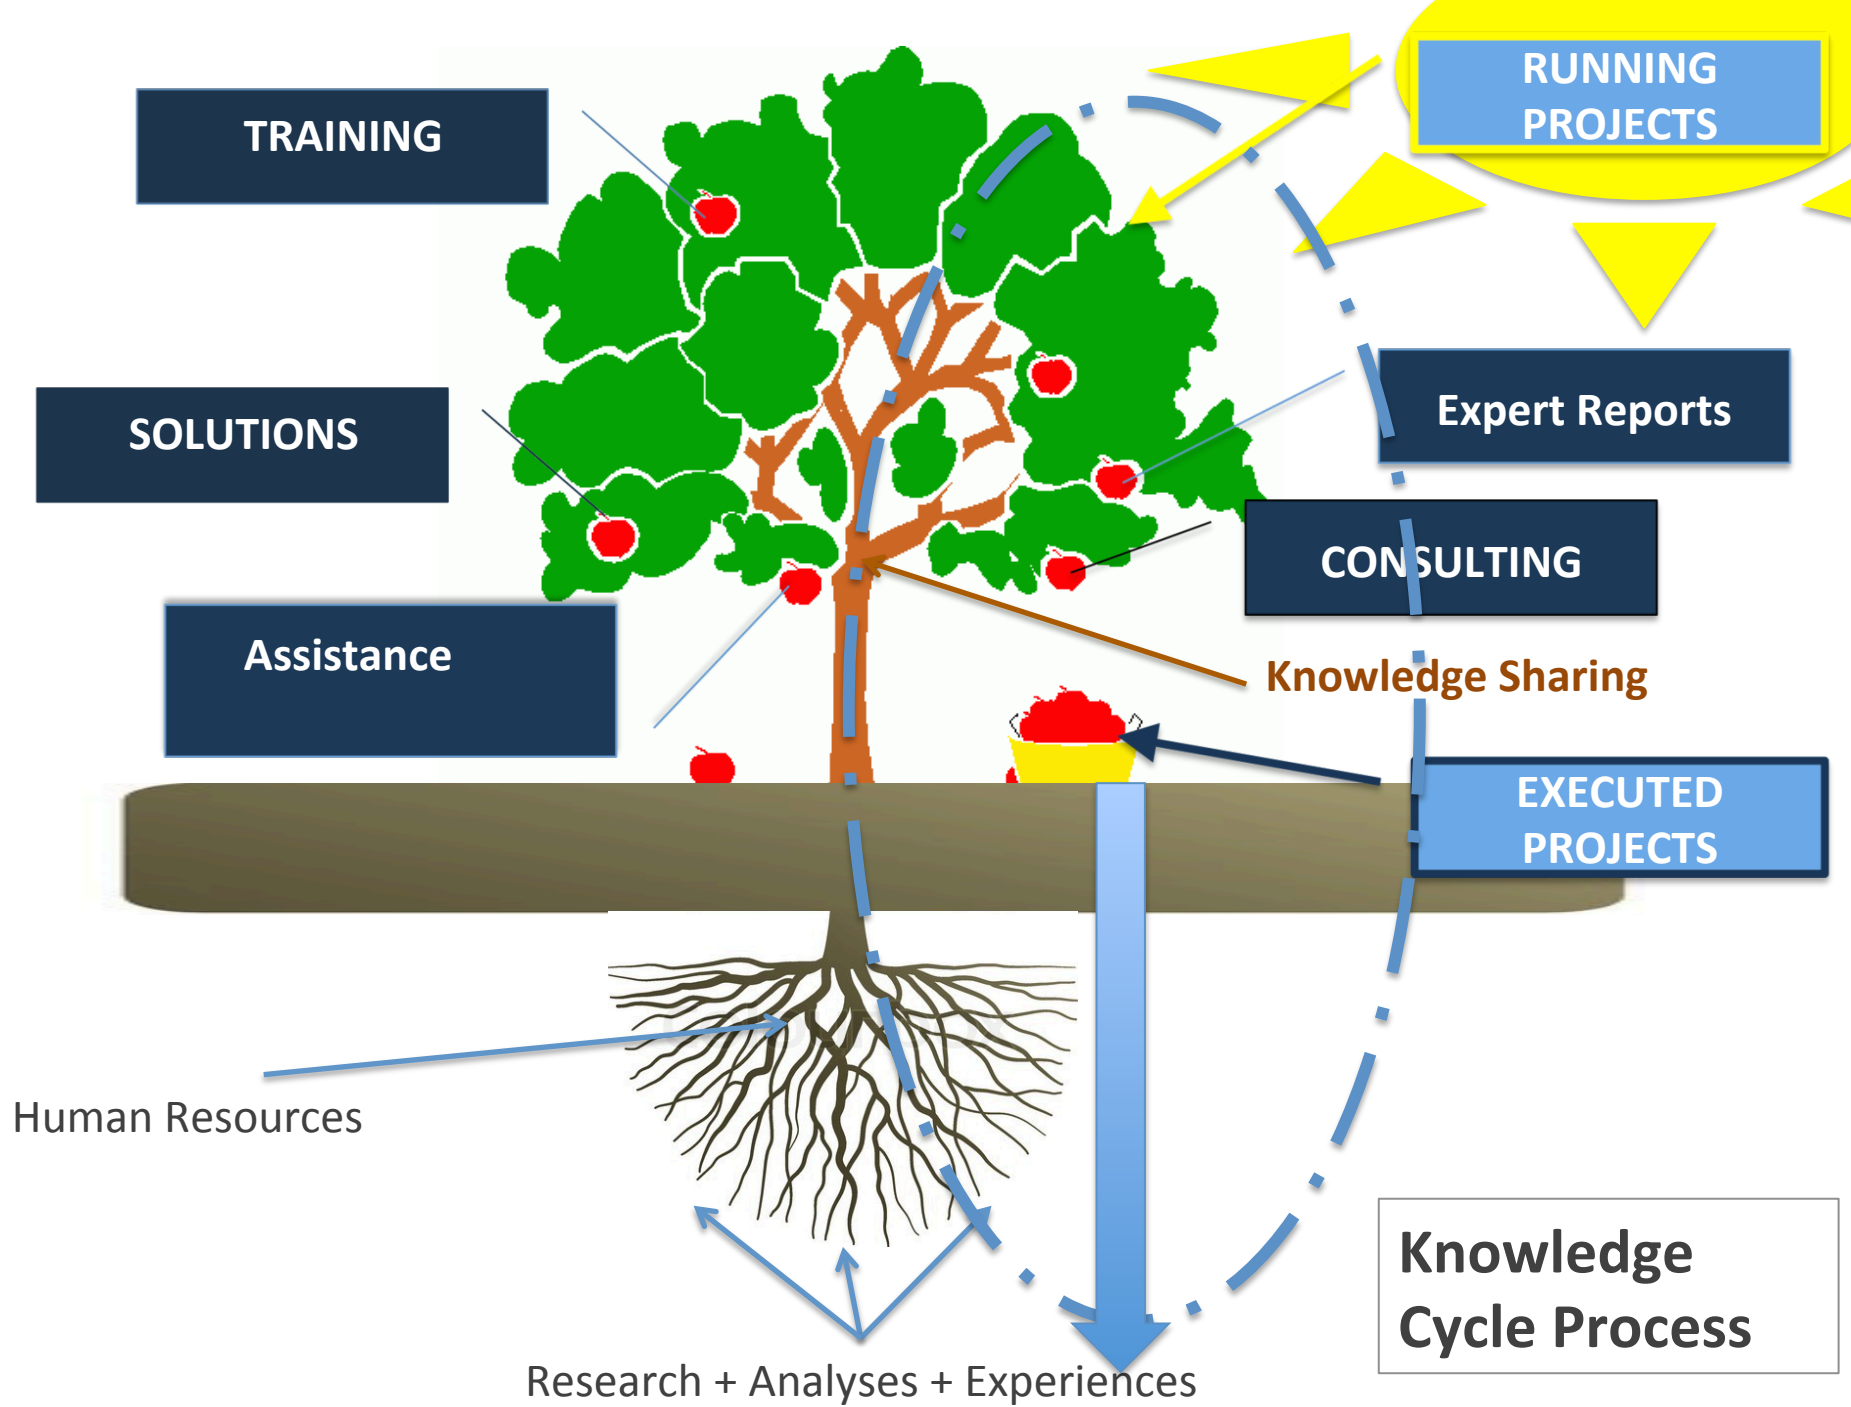 RUNNING
PROJECTS
TRAINING
Expert Reports
SOLUTIONS
CONSULTING
Assistance
Knowledge Sharing
EXECUTED
PROJECTS
Human Resources
Knowledge
Cycle Process
Research + Analyses + Experiences